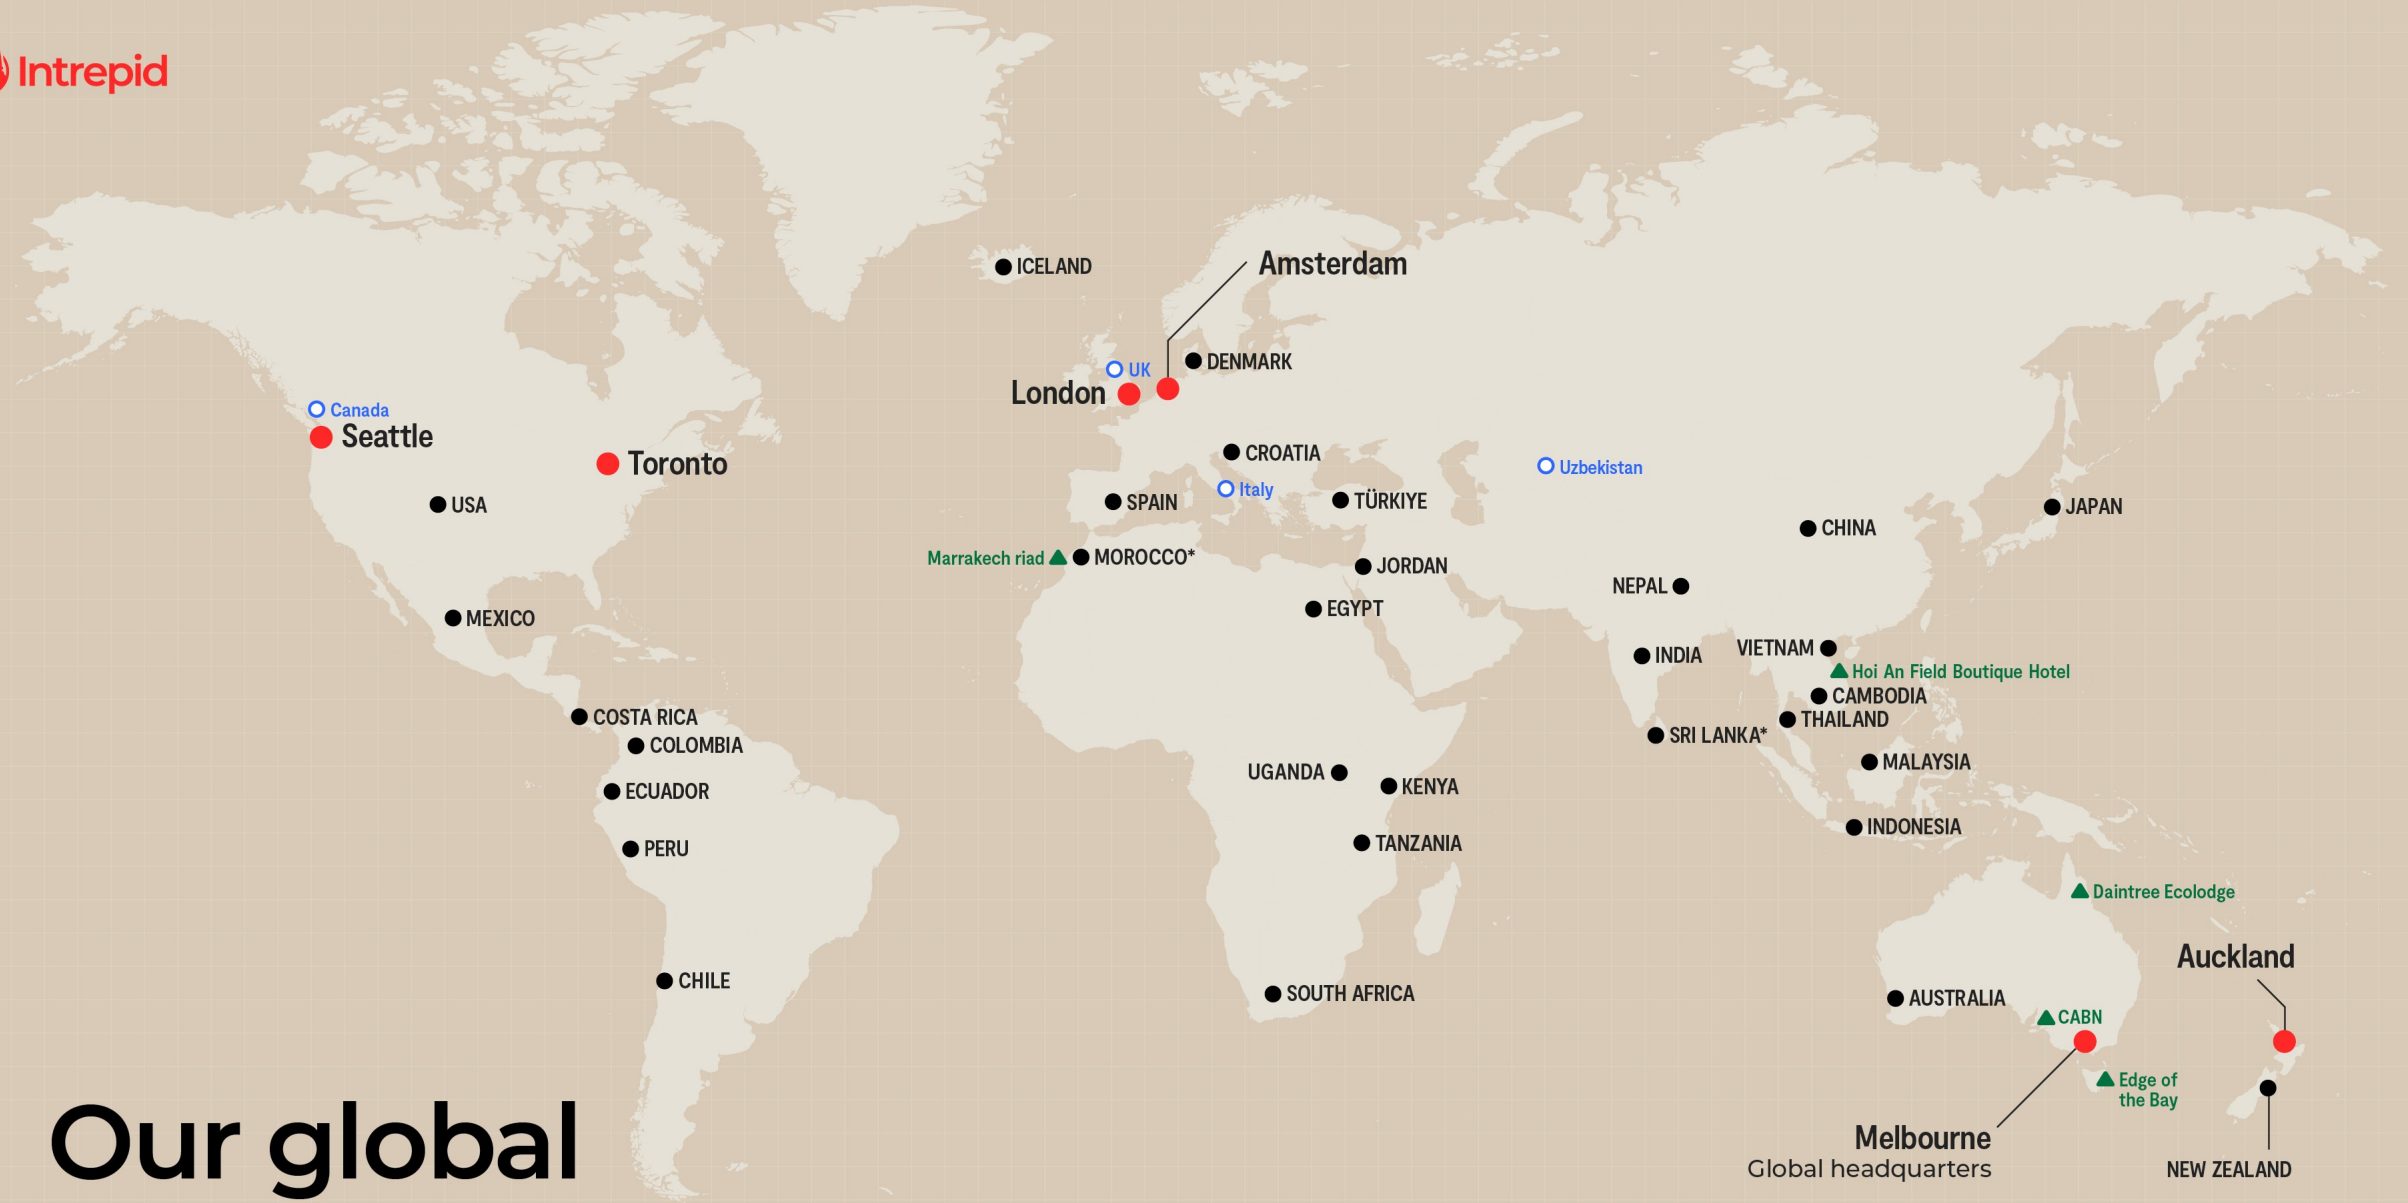 Intrepid
ICELAND
Amsterdam
DENMARK
UK
London
Canada
Seattle
Toronto
CROATIA
Uzbekistan
Italy
USA
SPAIN
TÜRKIYE
JAPAN
CHINA
Marrakech riad
MOROCCO*
JORDAN
NEPAL
EGYPT
MEXICO
VIETNAM
INDIA
Hoi An Field Boutique Hotel
CAMBODIA
COSTA RICA
THAILAND
SRI LANKA*
COLOMBIA
MALAYSIA
UGANDA
KENYA
ECUADOR
INDONESIA
TANZANIA
PERU
Daintree Ecolodge
Auckland
CHILE
SOUTH AFRICA
AUSTRALIA
CABN
Edge of
the Bay
Melbourne
Global headquarters
NEW ZEALAND
Our global